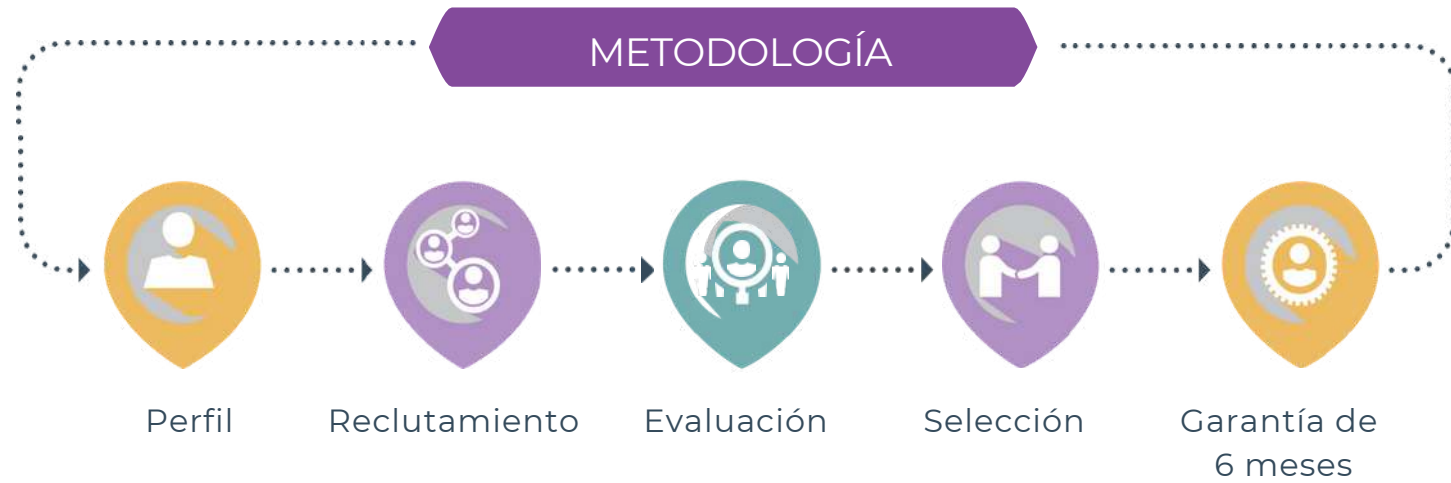 METODOLOGÍA
Perfil
Reclutamiento
Evaluación
Selección
Garantía de
6 meses